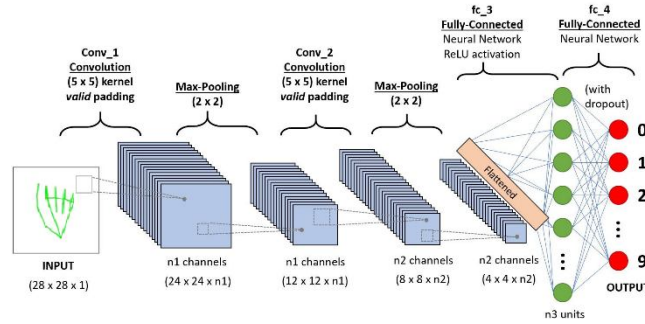 fc_3
Fully-Connected
Neural Network
ReLU activation
fc_4
Fully-Connected
Neural Network
Conv_1
Convolution
(5 x 5) kernel
valid padding
Max-Pooling
(2 x 2)
Conv_2
Convolution
(5 x 5) kernel
valid padding
Max-Pooling
(2 x 2)
(with
dropout)
Flattened
0
1
2
9
INPUT
(28 x 28 x 1)
n1 channels
(24 x 24 x n1)
n1 channels
(12 x 12 x n1)
n2 channels
(8 x 8 x n2)
n2 channels
(4 x 4 x n2)
OUTPUT
n3 units